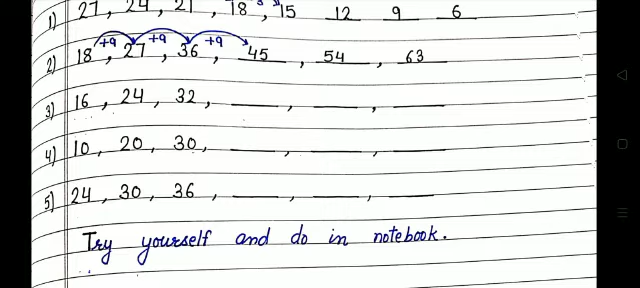 1) 27, 24, 21, 18, 15 12 9 6
+9 +9 +9
2) 18, 27, 36, 45, 54, 63
3) 16, 24, 32, ___, ___, ___
4) 10, 20, 30, ___, ___, ___
5) 24, 30, 36, ___, ___, ___
Try yourself and do in notebook.